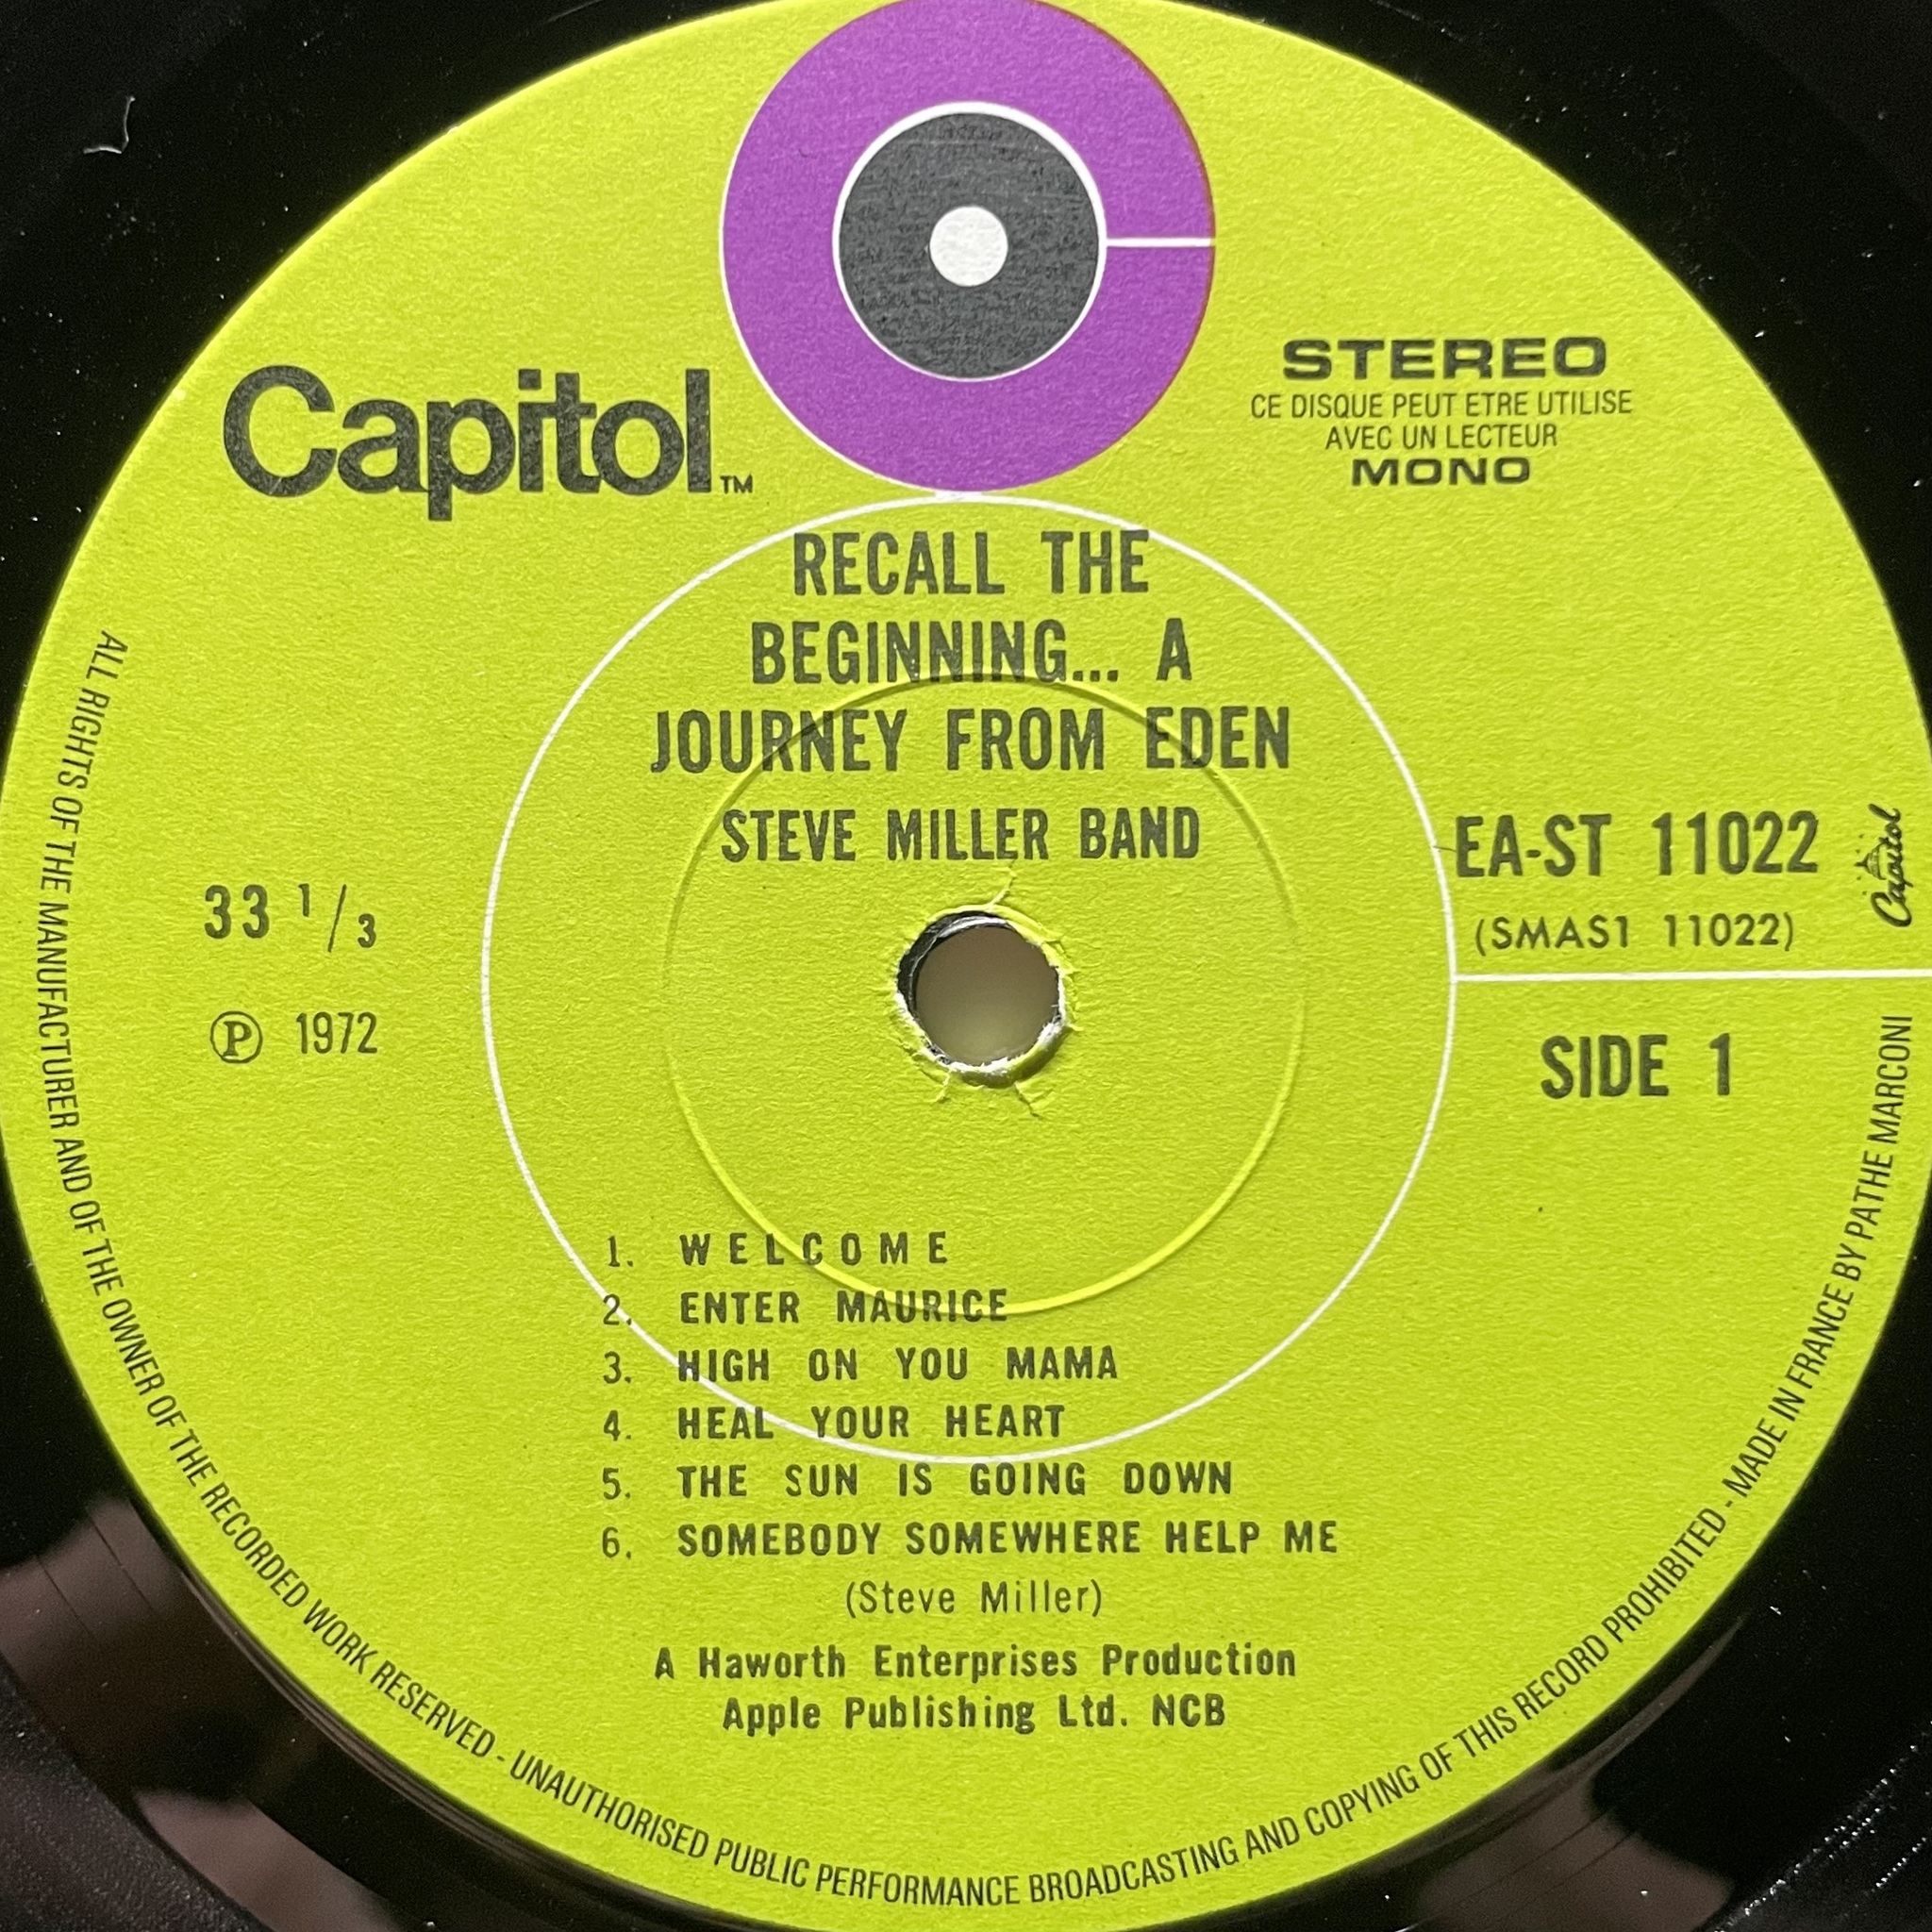 Capitol™
STEREO
CE DISQUE PEUT ETRE UTILISE
AVEC UN LECTEUR
MONO
RECALL THE
BEGINNING... A
JOURNEY FROM EDEN
STEVE MILLER BAND
33 1/3
Ⓟ 1972
EA-ST 11022
(SMAS1 11022)
Capitol
SIDE 1
1. WELCOME
2. ENTER MAURICE
3. HIGH ON YOU MAMA
4. HEAL YOUR HEART
5. THE SUN IS GOING DOWN
6. SOMEBODY SOMEWHERE HELP ME
(Steve Miller)
A Haworth Enterprises Production
Apple Publishing Ltd. NCB
ALL RIGHTS OF THE MANUFACTURER AND OF THE OWNER OF THE RECORDED WORK RESERVED - UNAUTHORISED PUBLIC PERFORMANCE BROADCASTING AND COPYING OF THIS RECORD PROHIBITED - MADE IN FRANCE BY PATHE MARCONI